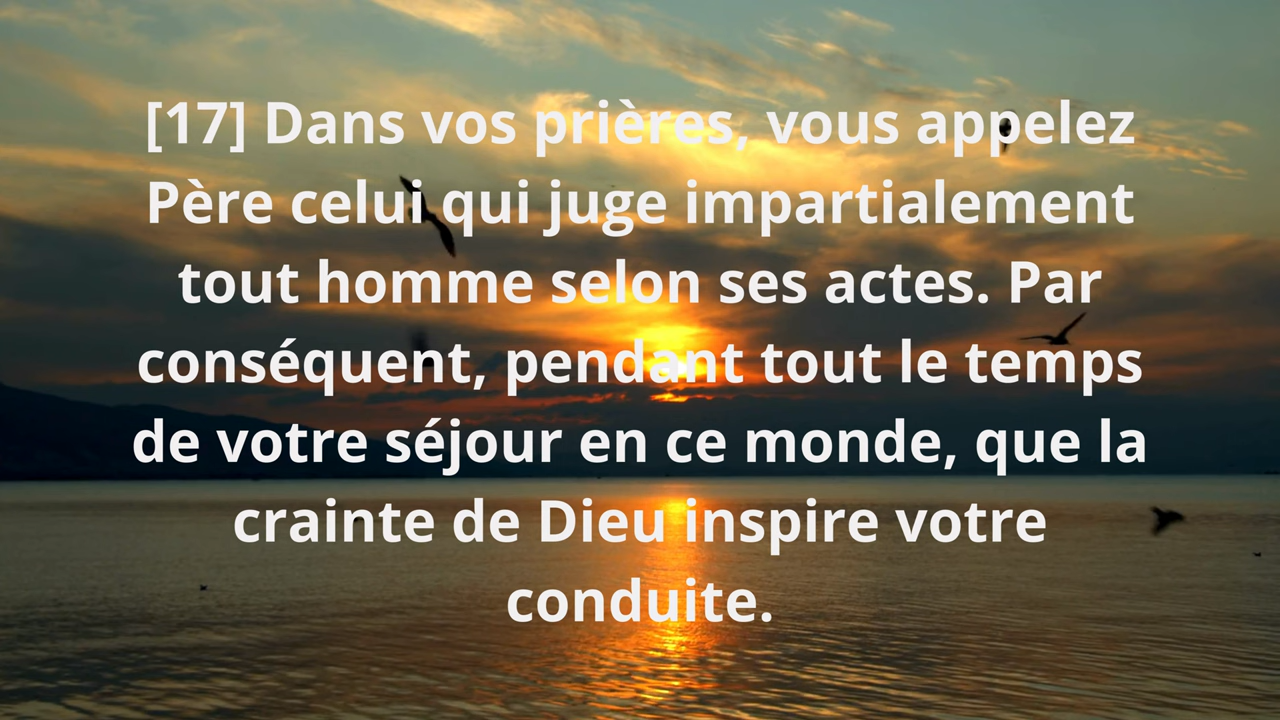 [17] Dans vos prières, vous appelez
Père celui qui juge impartialement
tout homme selon ses actes. Par
conséquent, pendant tout le temps
de votre séjour en ce monde, que la
crainte de Dieu inspire votre
conduite.